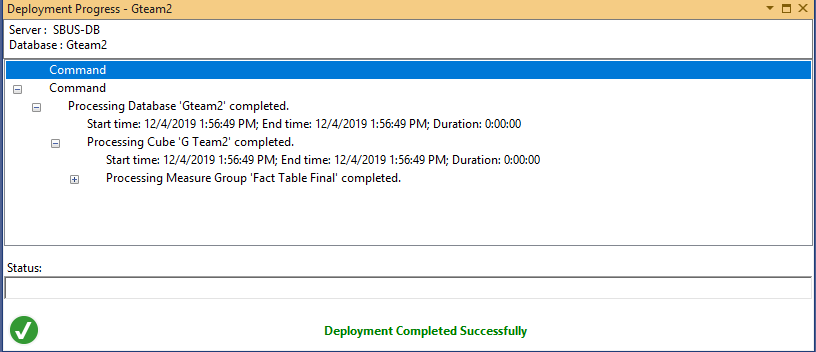 Deployment Progress - Gteam2
Server : SBUS-DB
Database : Gteam2
Command
Command
Processing Database 'Gteam2' completed.
Start time: 12/4/2019 1:56:49 PM; End time: 12/4/2019 1:56:49 PM; Duration: 0:00:00
Processing Cube 'G Team2' completed.
Start time: 12/4/2019 1:56:49 PM; End time: 12/4/2019 1:56:49 PM; Duration: 0:00:00
Processing Measure Group 'Fact Table Final' completed.
Status:
Deployment Completed Successfully